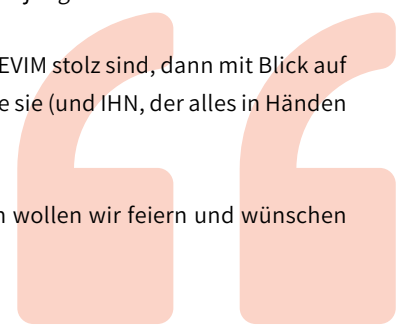 EVIM stolz sind, dann mit Blick auf
e sie (und IHN, der alles in Händen
n wollen wir feiern und wünschen